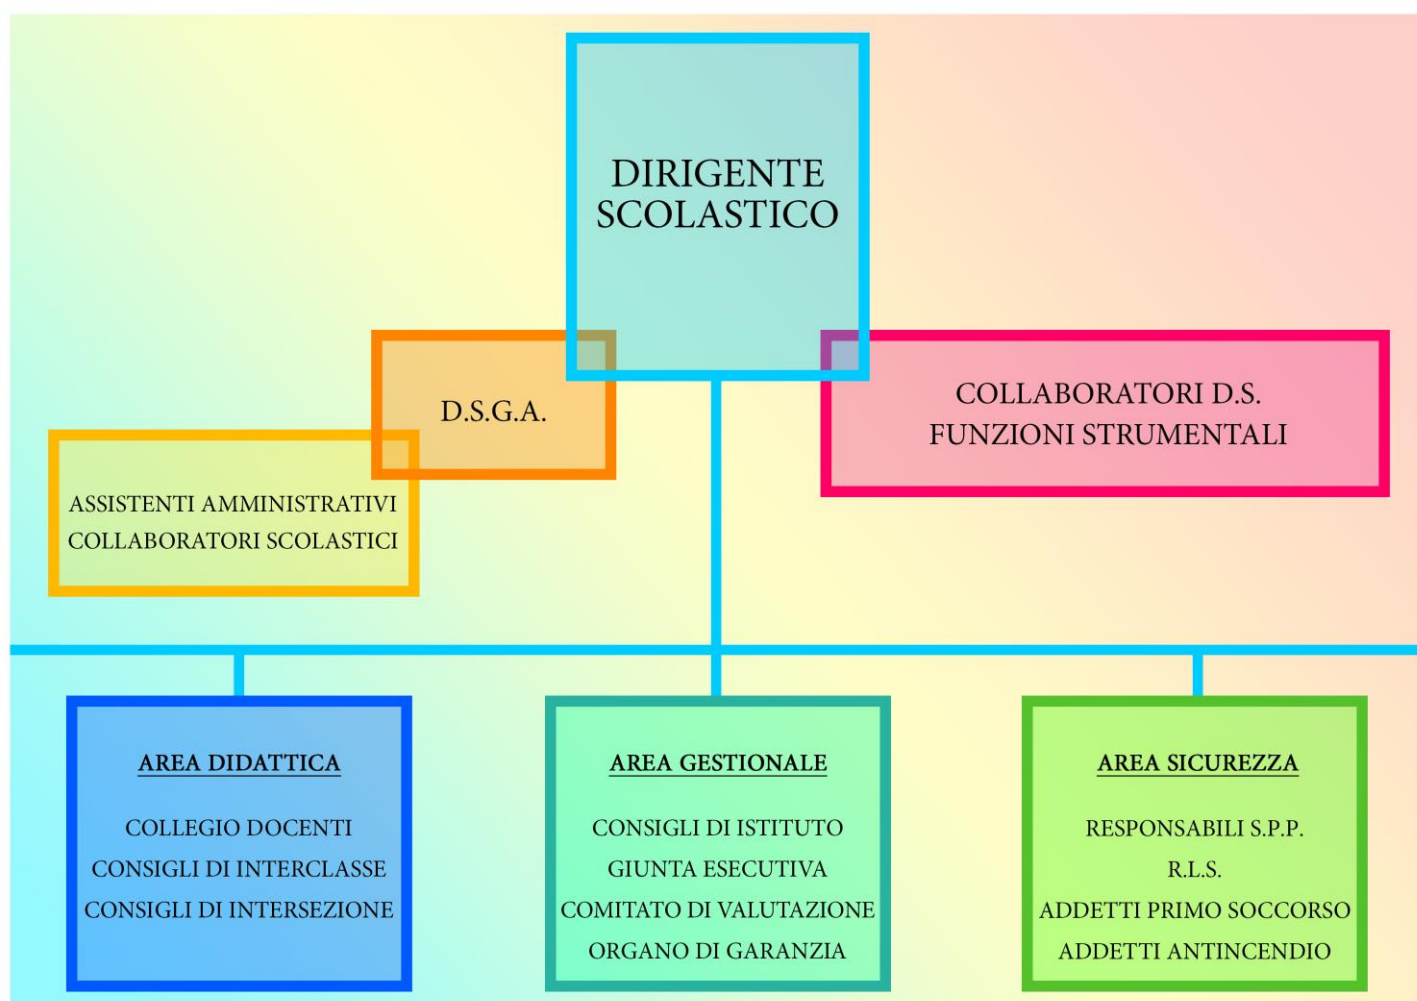 DIRIGENTE
SCOLASTICO
D.S.G.A.
COLLABORATORI D.S.
FUNZIONI STRUMENTALI
ASSISTENTI AMMINISTRATIVI
COLLABORATORI SCOLASTICI
AREA DIDATTICA
COLLEGIO DOCENTI
CONSIGLI DI INTERCLASSE
CONSIGLI DI INTERSEZIONE
AREA GESTIONALE
CONSIGLI DI ISTITUTO
GIUNTA ESECUTIVA
COMITATO DI VALUTAZIONE
ORGANO DI GARANZIA
AREA SICUREZZA
RESPONSABILI S.P.P.
R.L.S.
ADDETTI PRIMO SOCCORSO
ADDETTI ANTINCENDIO